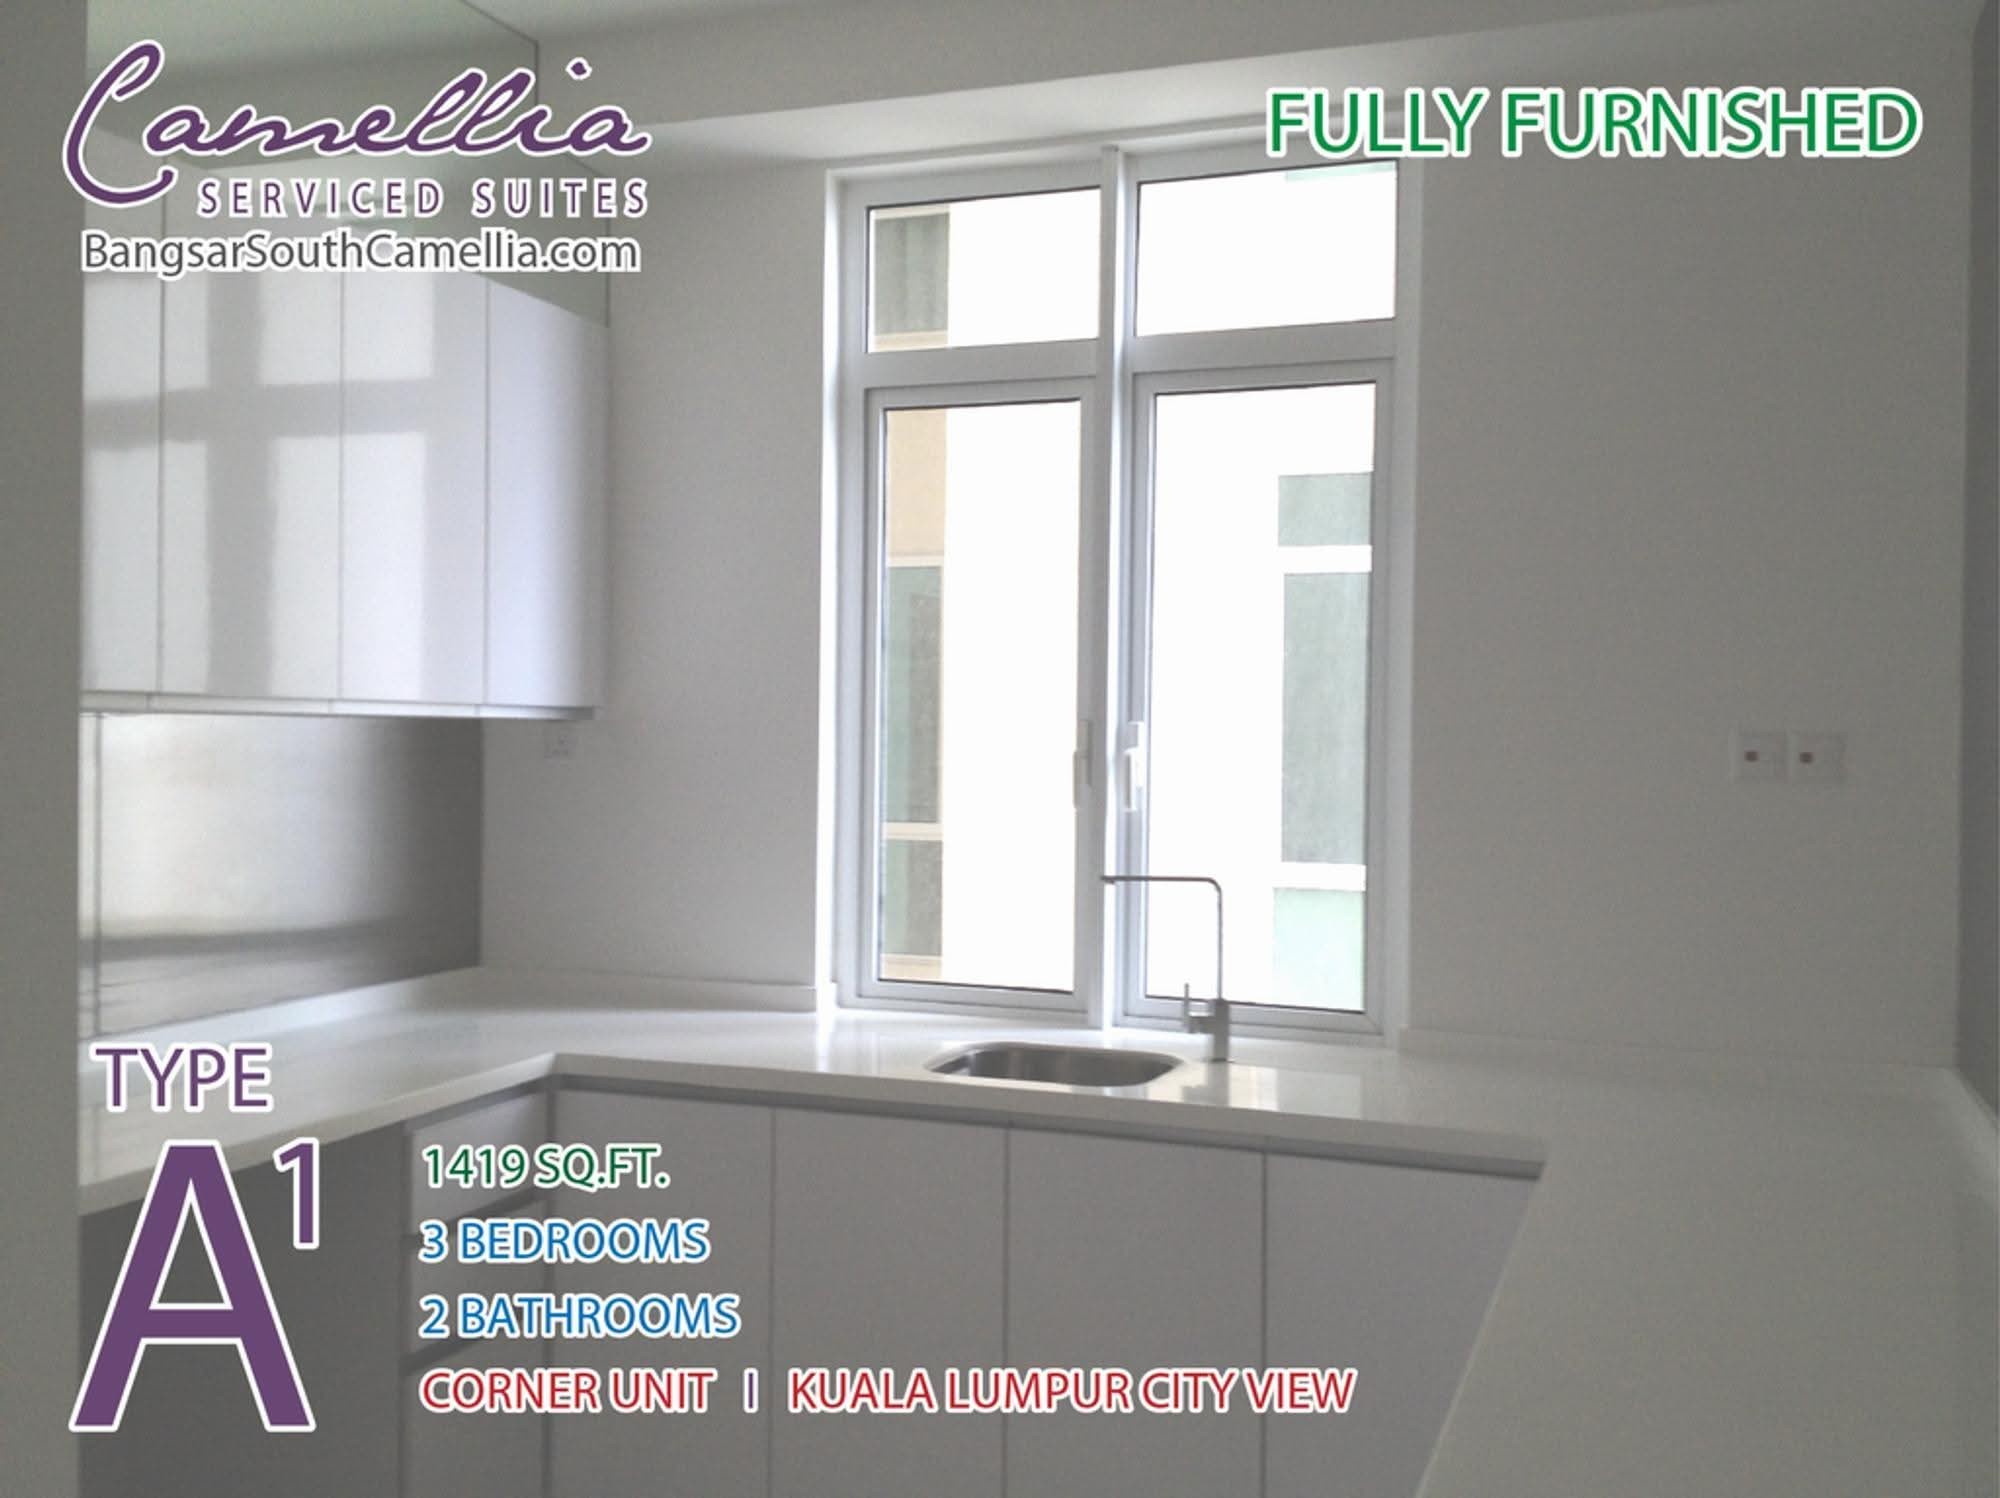 Camellia
SERVICED SUITES
BangsarSouthCamellia.com
FULLY FURNISHED
TYPE
A1
1419 SQ.FT.
3 BEDROOMS
2 BATHROOMS
CORNER UNIT | KUALA LUMPUR CITY VIEW